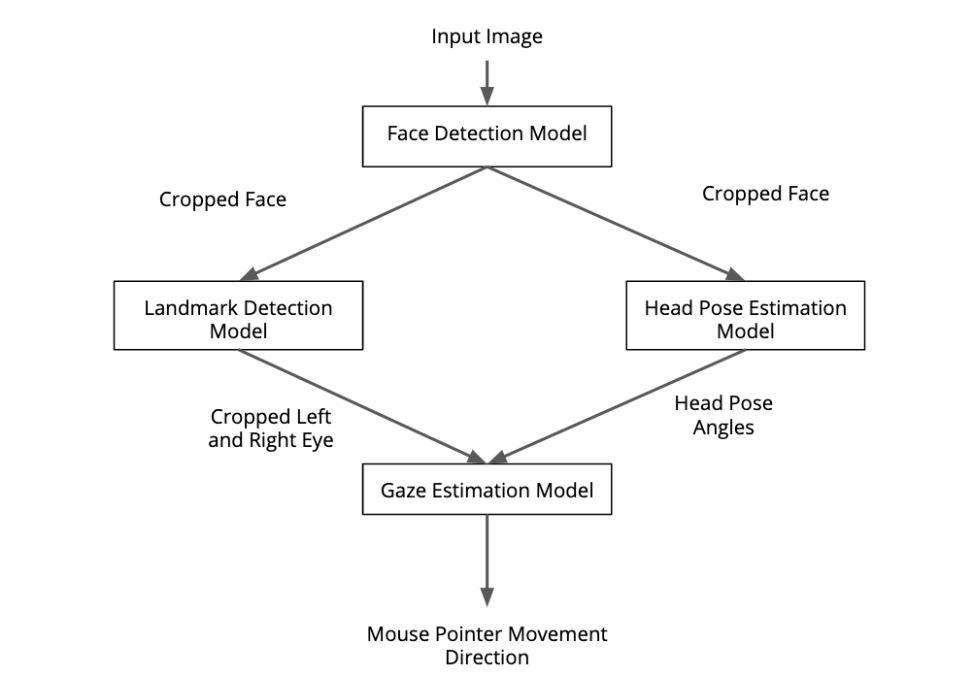 Input Image
Face Detection Model
Cropped Face
Cropped Face
Landmark Detection
Model
Head Pose Estimation
Model
Cropped Left
and Right Eye
Head Pose
Angles
Gaze Estimation Model
Mouse Pointer Movement
Direction